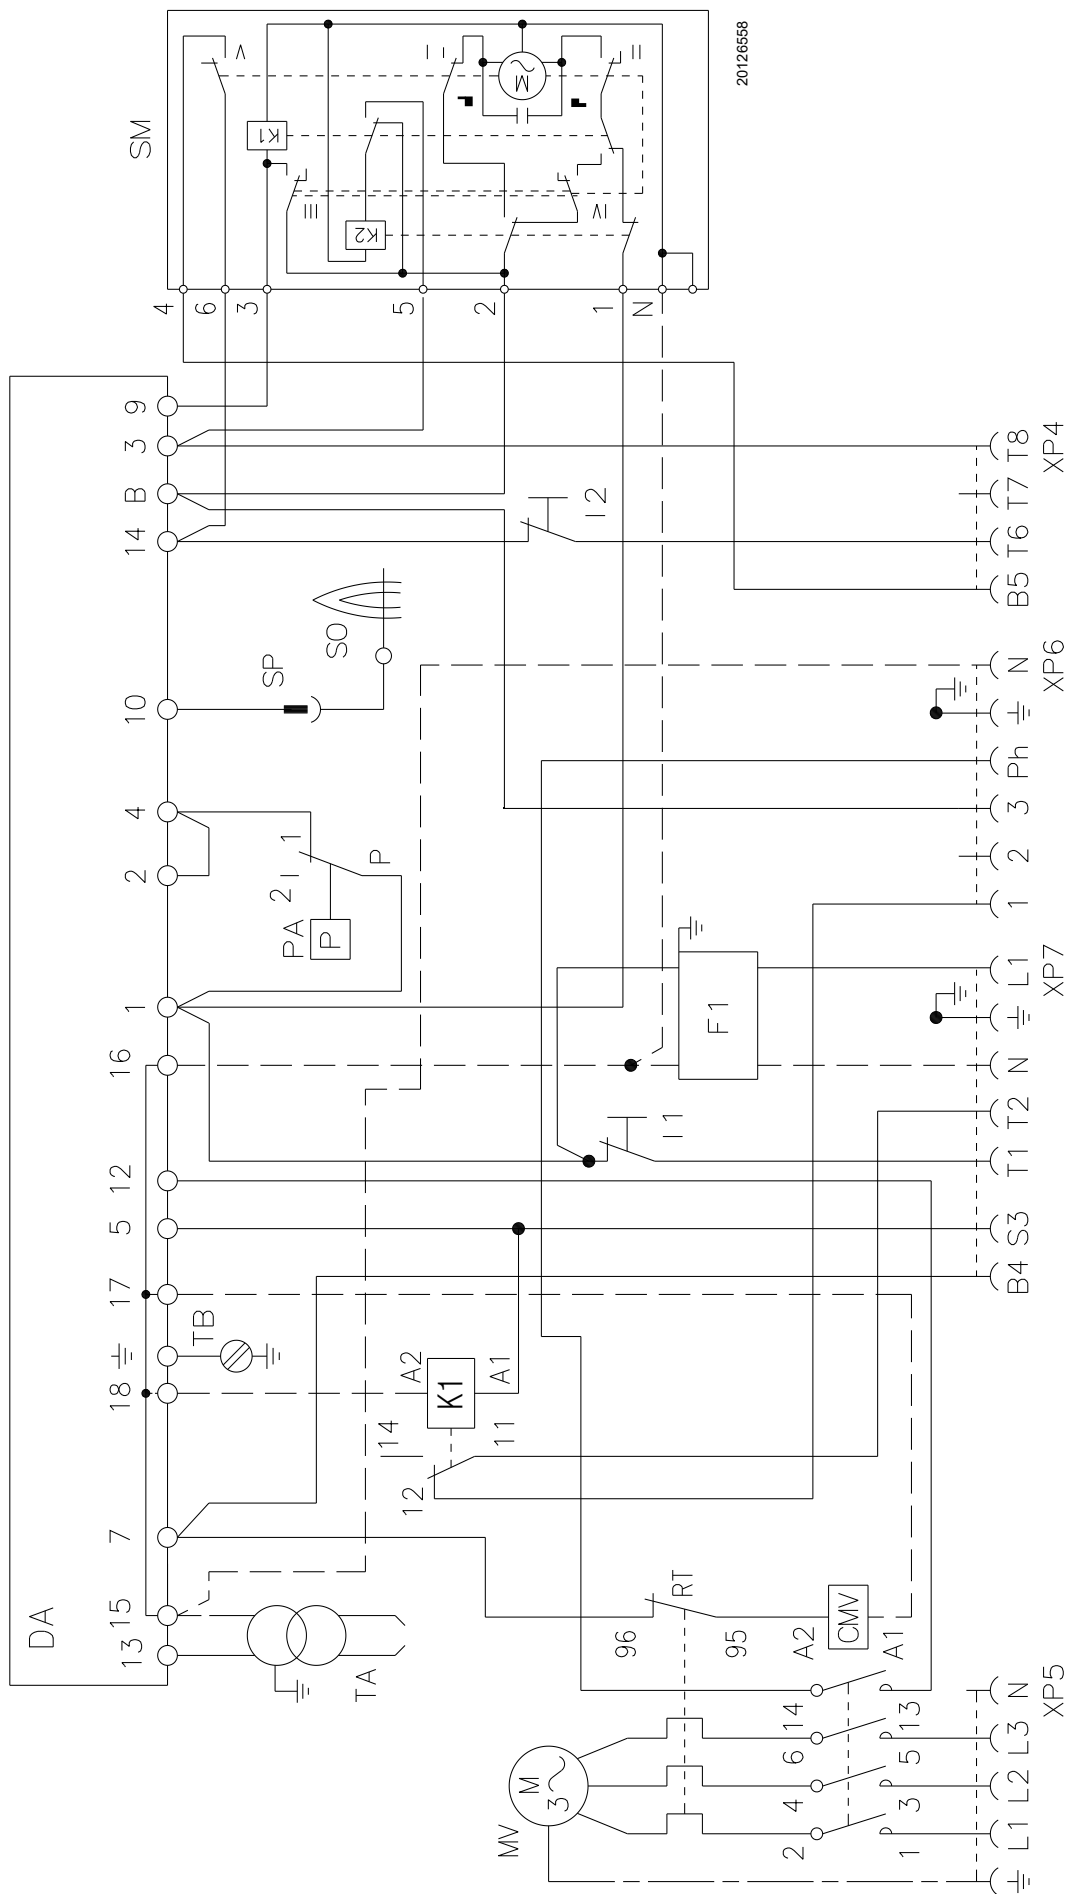 20126558
SM
V
I
II
M
K1
III
IV
K2
4
6
3
5
2
1
N
DA
9
3
B
14
10
4
2
1
16
12
5
17
18
7
15
13
I2
SO
SP
1
2
P
PA
P
F1
I1
TB
A2
K1
A1
14
11
12
RT
96
95
A2
CMV
A1
TA
14
13
6
5
4
3
2
1
M
3
MV
T8
T7
T6
B5
XP4
N
Ph
3
2
1
XP6
L1
N
T2
T1
S3
B4
XP7
N
L3
L2
L1
XP5